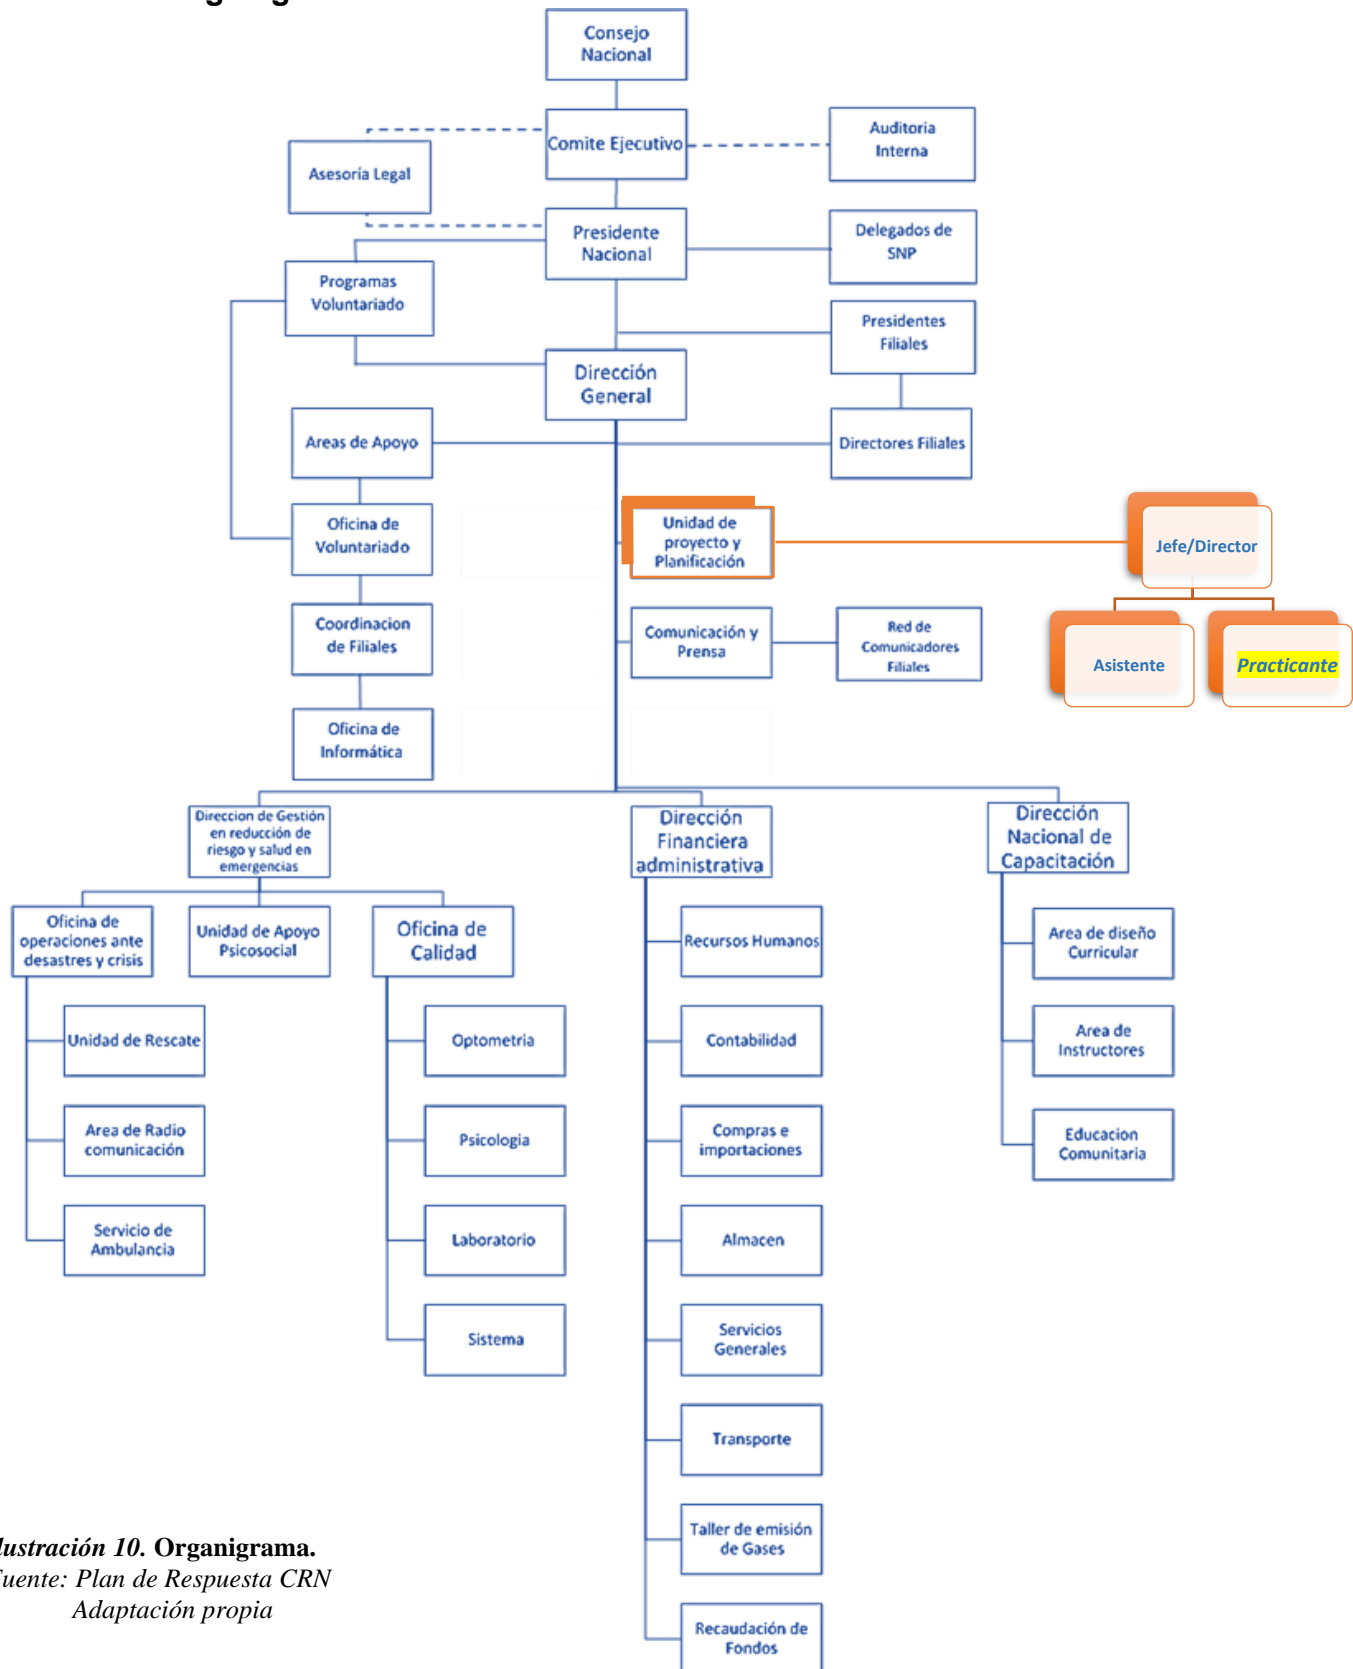 Consejo
Nacional
Comite Ejecutivo
Auditoria
Interna
Asesoría Legal
Presidente
Nacional
Delegados de
SNP
Programas
Voluntariado
Presidentes
Filiales
Dirección
General
Areas de Apoyo
Directores Filiales
Oficina de
Voluntariado
Unidad de
proyecto y
Planificación
Jefe/Director
Coordinacion
de Filiales
Comunicación y
Prensa
Red de
Comunicadores
Filiales
Asistente
Practicante
Oficina de
Informática
Direccion de Gestión
en reducción de
riesgo y salud en
emergencias
Dirección
Financiera
administrativa
Dirección
Nacional de
Capacitación
Oficina de
operaciones ante
desastres y crisis
Unidad de Apoyo
Psicosocial
Oficina de
Calidad
Recursos Humanos
Area de diseño
Curricular
Unidad de Rescate
Optometria
Contabilidad
Area de
Instructores
Area de Radio
comunicación
Psicologia
Compras e
importaciones
Educacion
Comunitaria
Servicio de
Ambulancia
Laboratorio
Almacen
Sistema
Servicios
Generales
Transporte
Taller de emisión
de Gases
Recaudación de
Fondos
lustración 10. Organigrama.
uente: Plan de Respuesta CRN
Adaptación propia